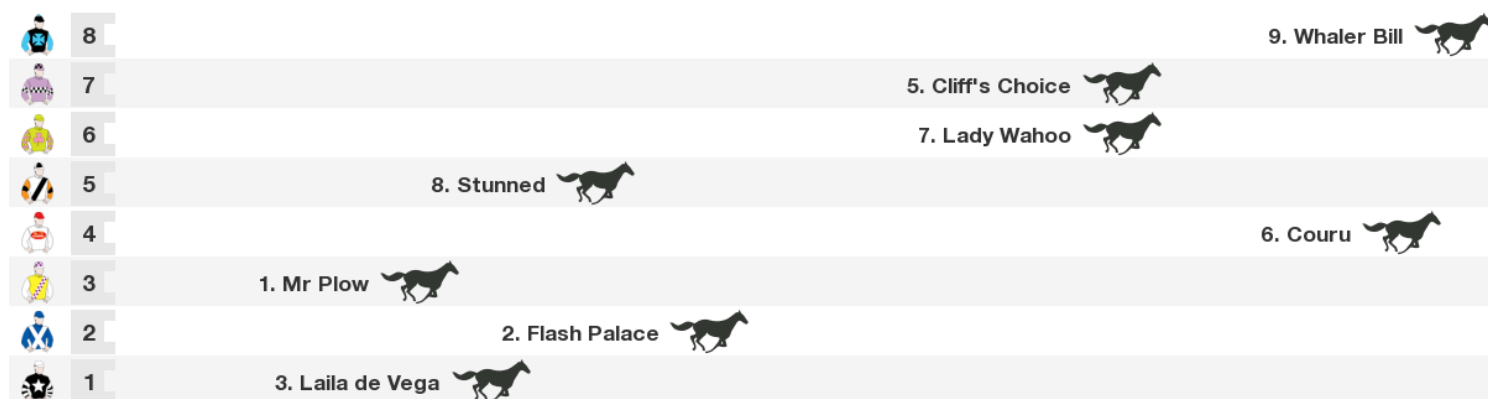 8 9. Whaler Bill
7 5. Cliff's Choice
6 7. Lady Wahoo
5 8. Stunned
4 6. Couru
3 1. Mr Plow
2 2. Flash Palace
1 3. Laila de Vega